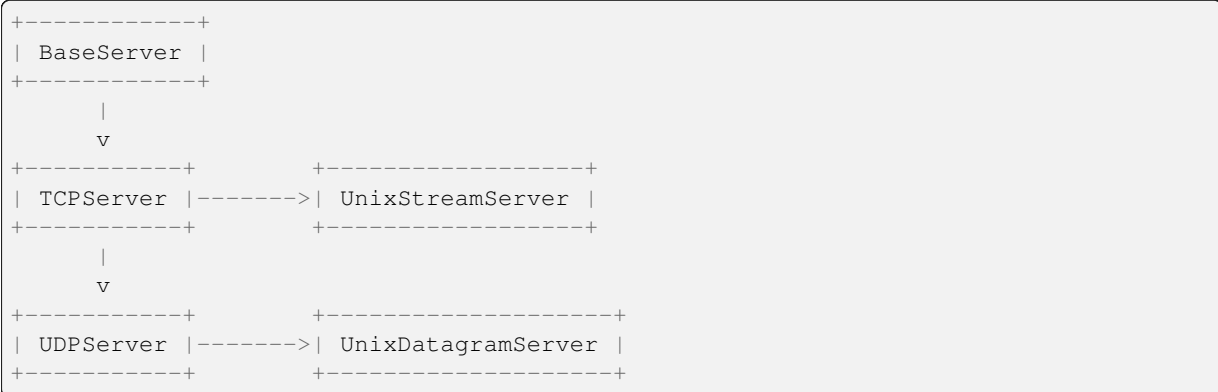 +------------+
| BaseServer |
+------------+
      |
      v
+-----------+        +------------------+
| TCPServer |------->| UnixStreamServer |
+-----------+        +------------------+
      |
      v
+-----------+        +--------------------+
| UDPServer |------->| UnixDatagramServer |
+-----------+        +--------------------+